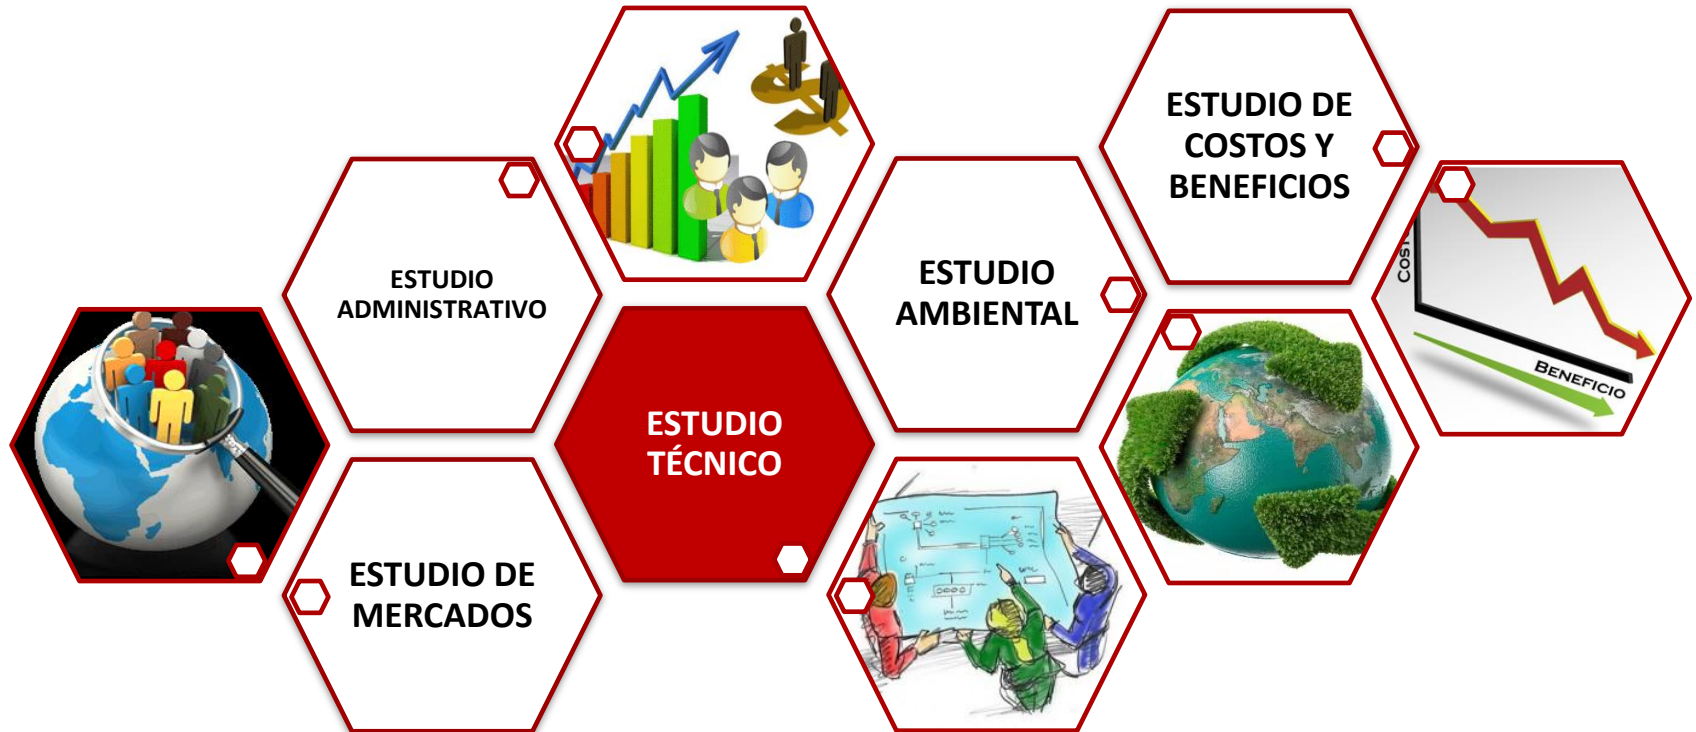 ESTUDIO DE
COSTOS Y
BENEFICIOS
ESTUDIO
ADMINISTRATIVO
ESTUDIO
AMBIENTAL
ESTUDIO
TÉCNICO
ESTUDIO DE
MERCADOS
BENEFICIO